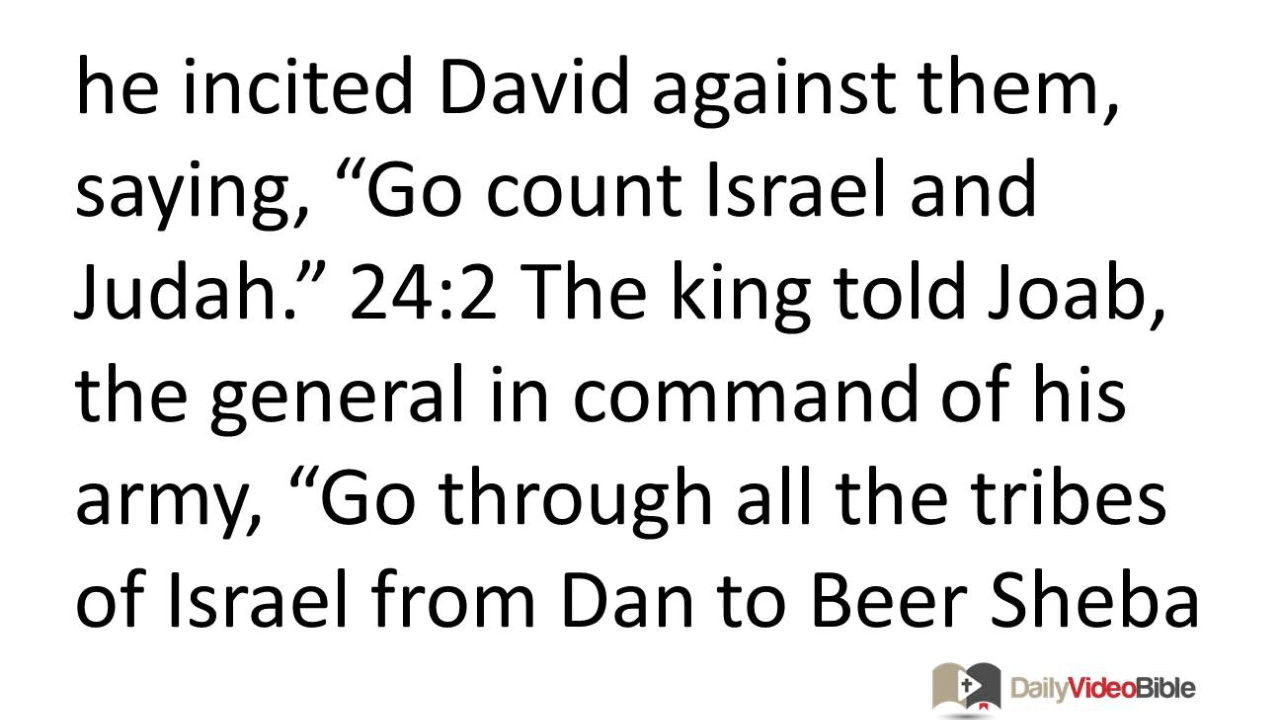 he incited David against them,
saying, “Go count Israel and
Judah.” 24:2 The king told Joab,
the general in command of his
army, “Go through all the tribes
of Israel from Dan to Beer Sheba
DailyVideoBible